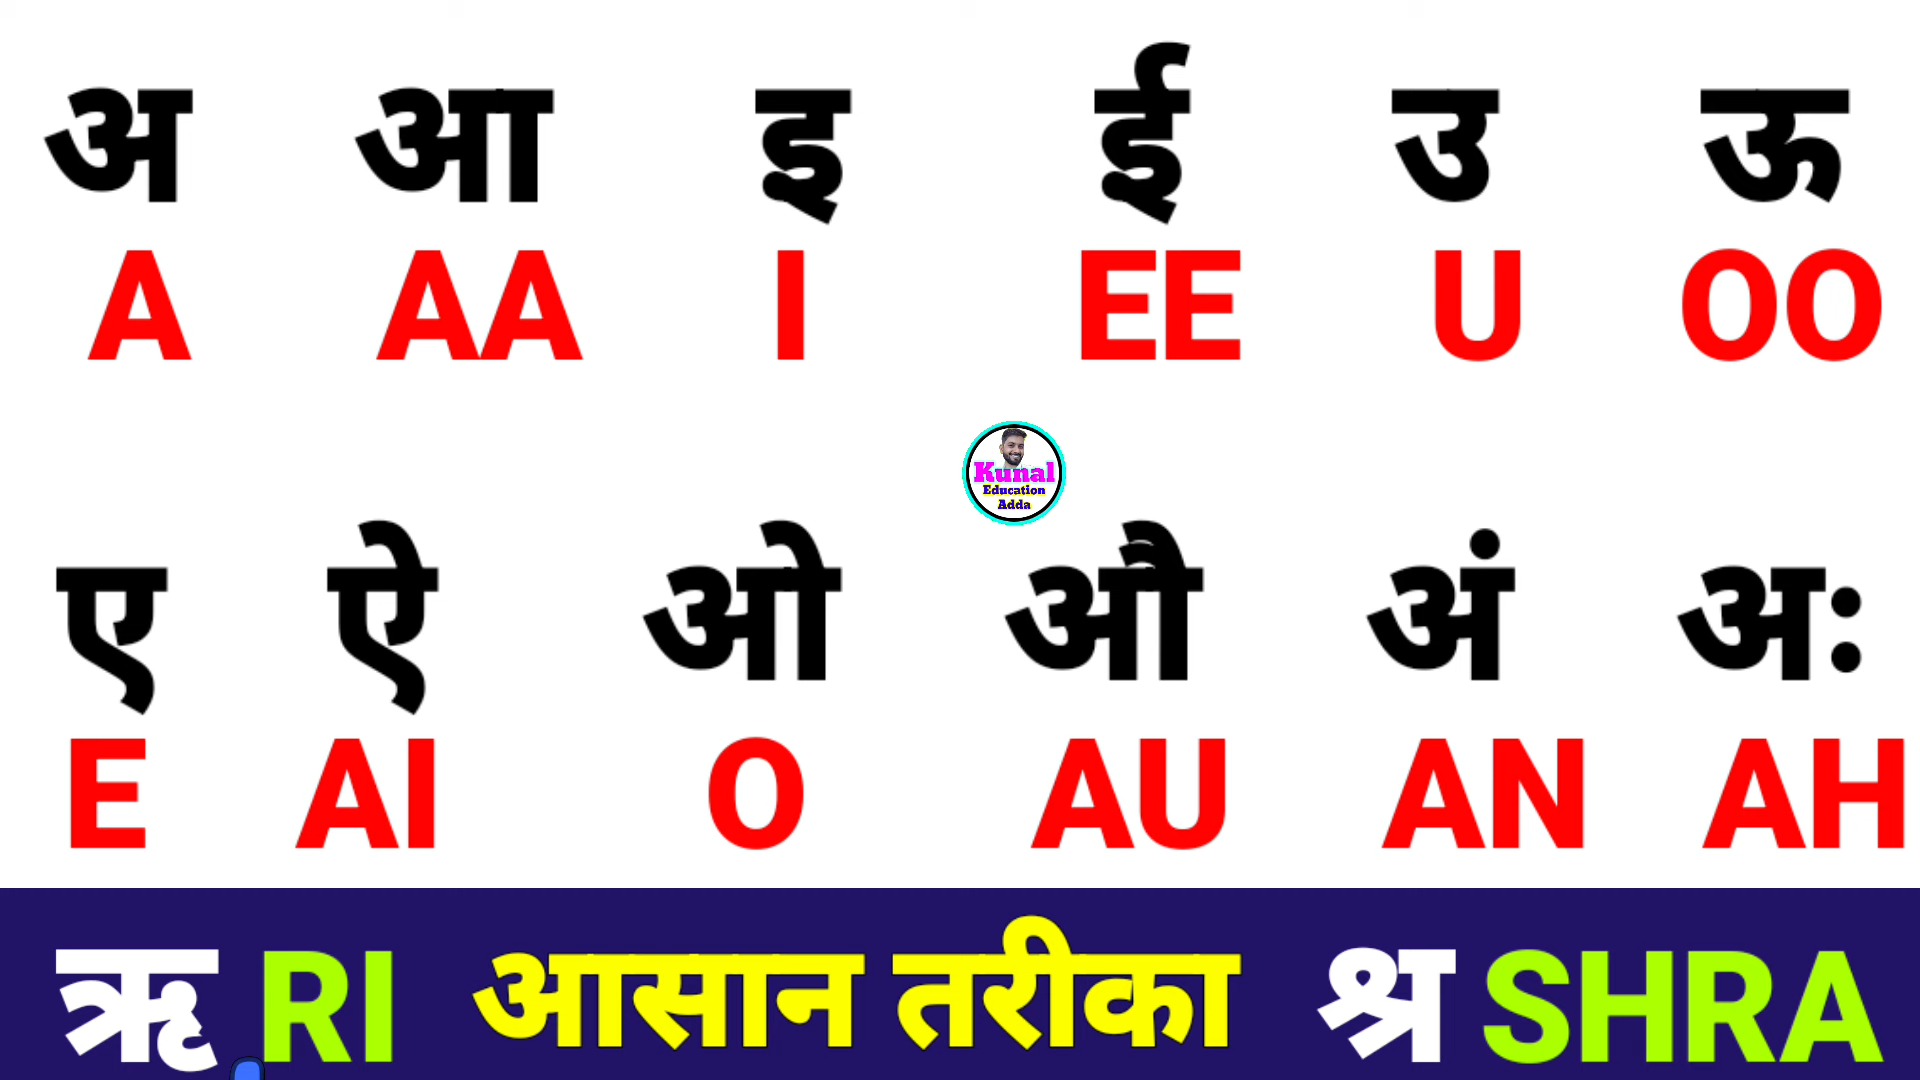 अ आ इ ई उ ऊ
A AA I EE U OO
Kunal
Education
Adda
ए ऐ ओ औ अं अः
E AI O AU AN AH
ऋ RI आसान तरीका श्र SHRA